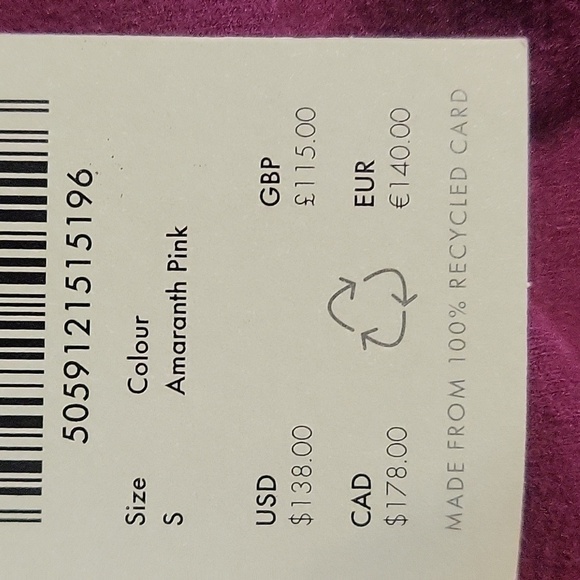 5059121515196
Size Colour
S Amaranth Pink
USD GBP
$138.00 £115.00
CAD EUR
$178.00 €140.00
MADE FROM 100% RECYCLED CARD